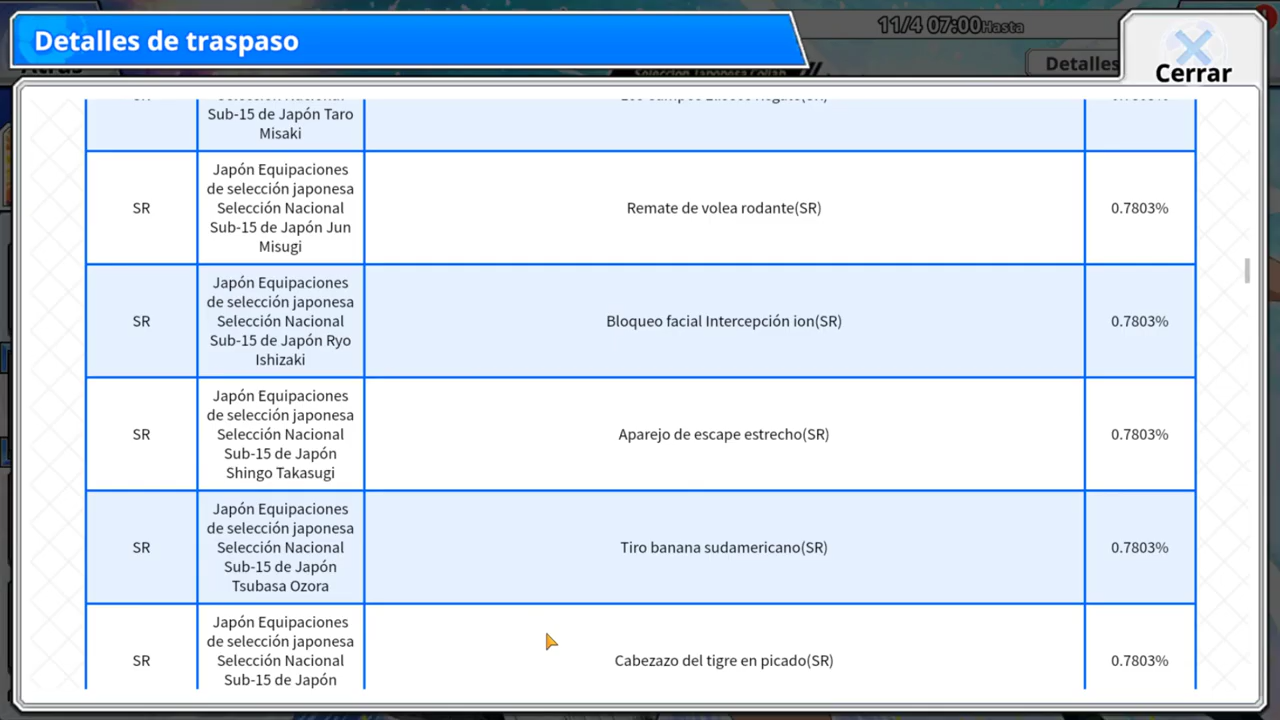 Detalles de traspaso
11/4 07:00Hasta
Detalles
Cerrar
Sub-15 de Japón Taro
Misaki
SR
Japón Equipaciones
de selección japonesa
Selección Nacional
Sub-15 de Japón Jun
Misugi
Remate de volea rodante(SR)
0.7803%
SR
Japón Equipaciones
de selección japonesa
Selección Nacional
Sub-15 de Japón Ryo
Ishizaki
Bloqueo facial Intercepción ion(SR)
0.7803%
SR
Japón Equipaciones
de selección japonesa
Selección Nacional
Sub-15 de Japón
Shingo Takasugi
Aparejo de escape estrecho(SR)
0.7803%
SR
Japón Equipaciones
de selección japonesa
Selección Nacional
Sub-15 de Japón
Tsubasa Ozora
Tiro banana sudamericano(SR)
0.7803%
SR
Japón Equipaciones
de selección japonesa
Selección Nacional
Sub-15 de Japón
Cabezazo del tigre en picado(SR)
0.7803%